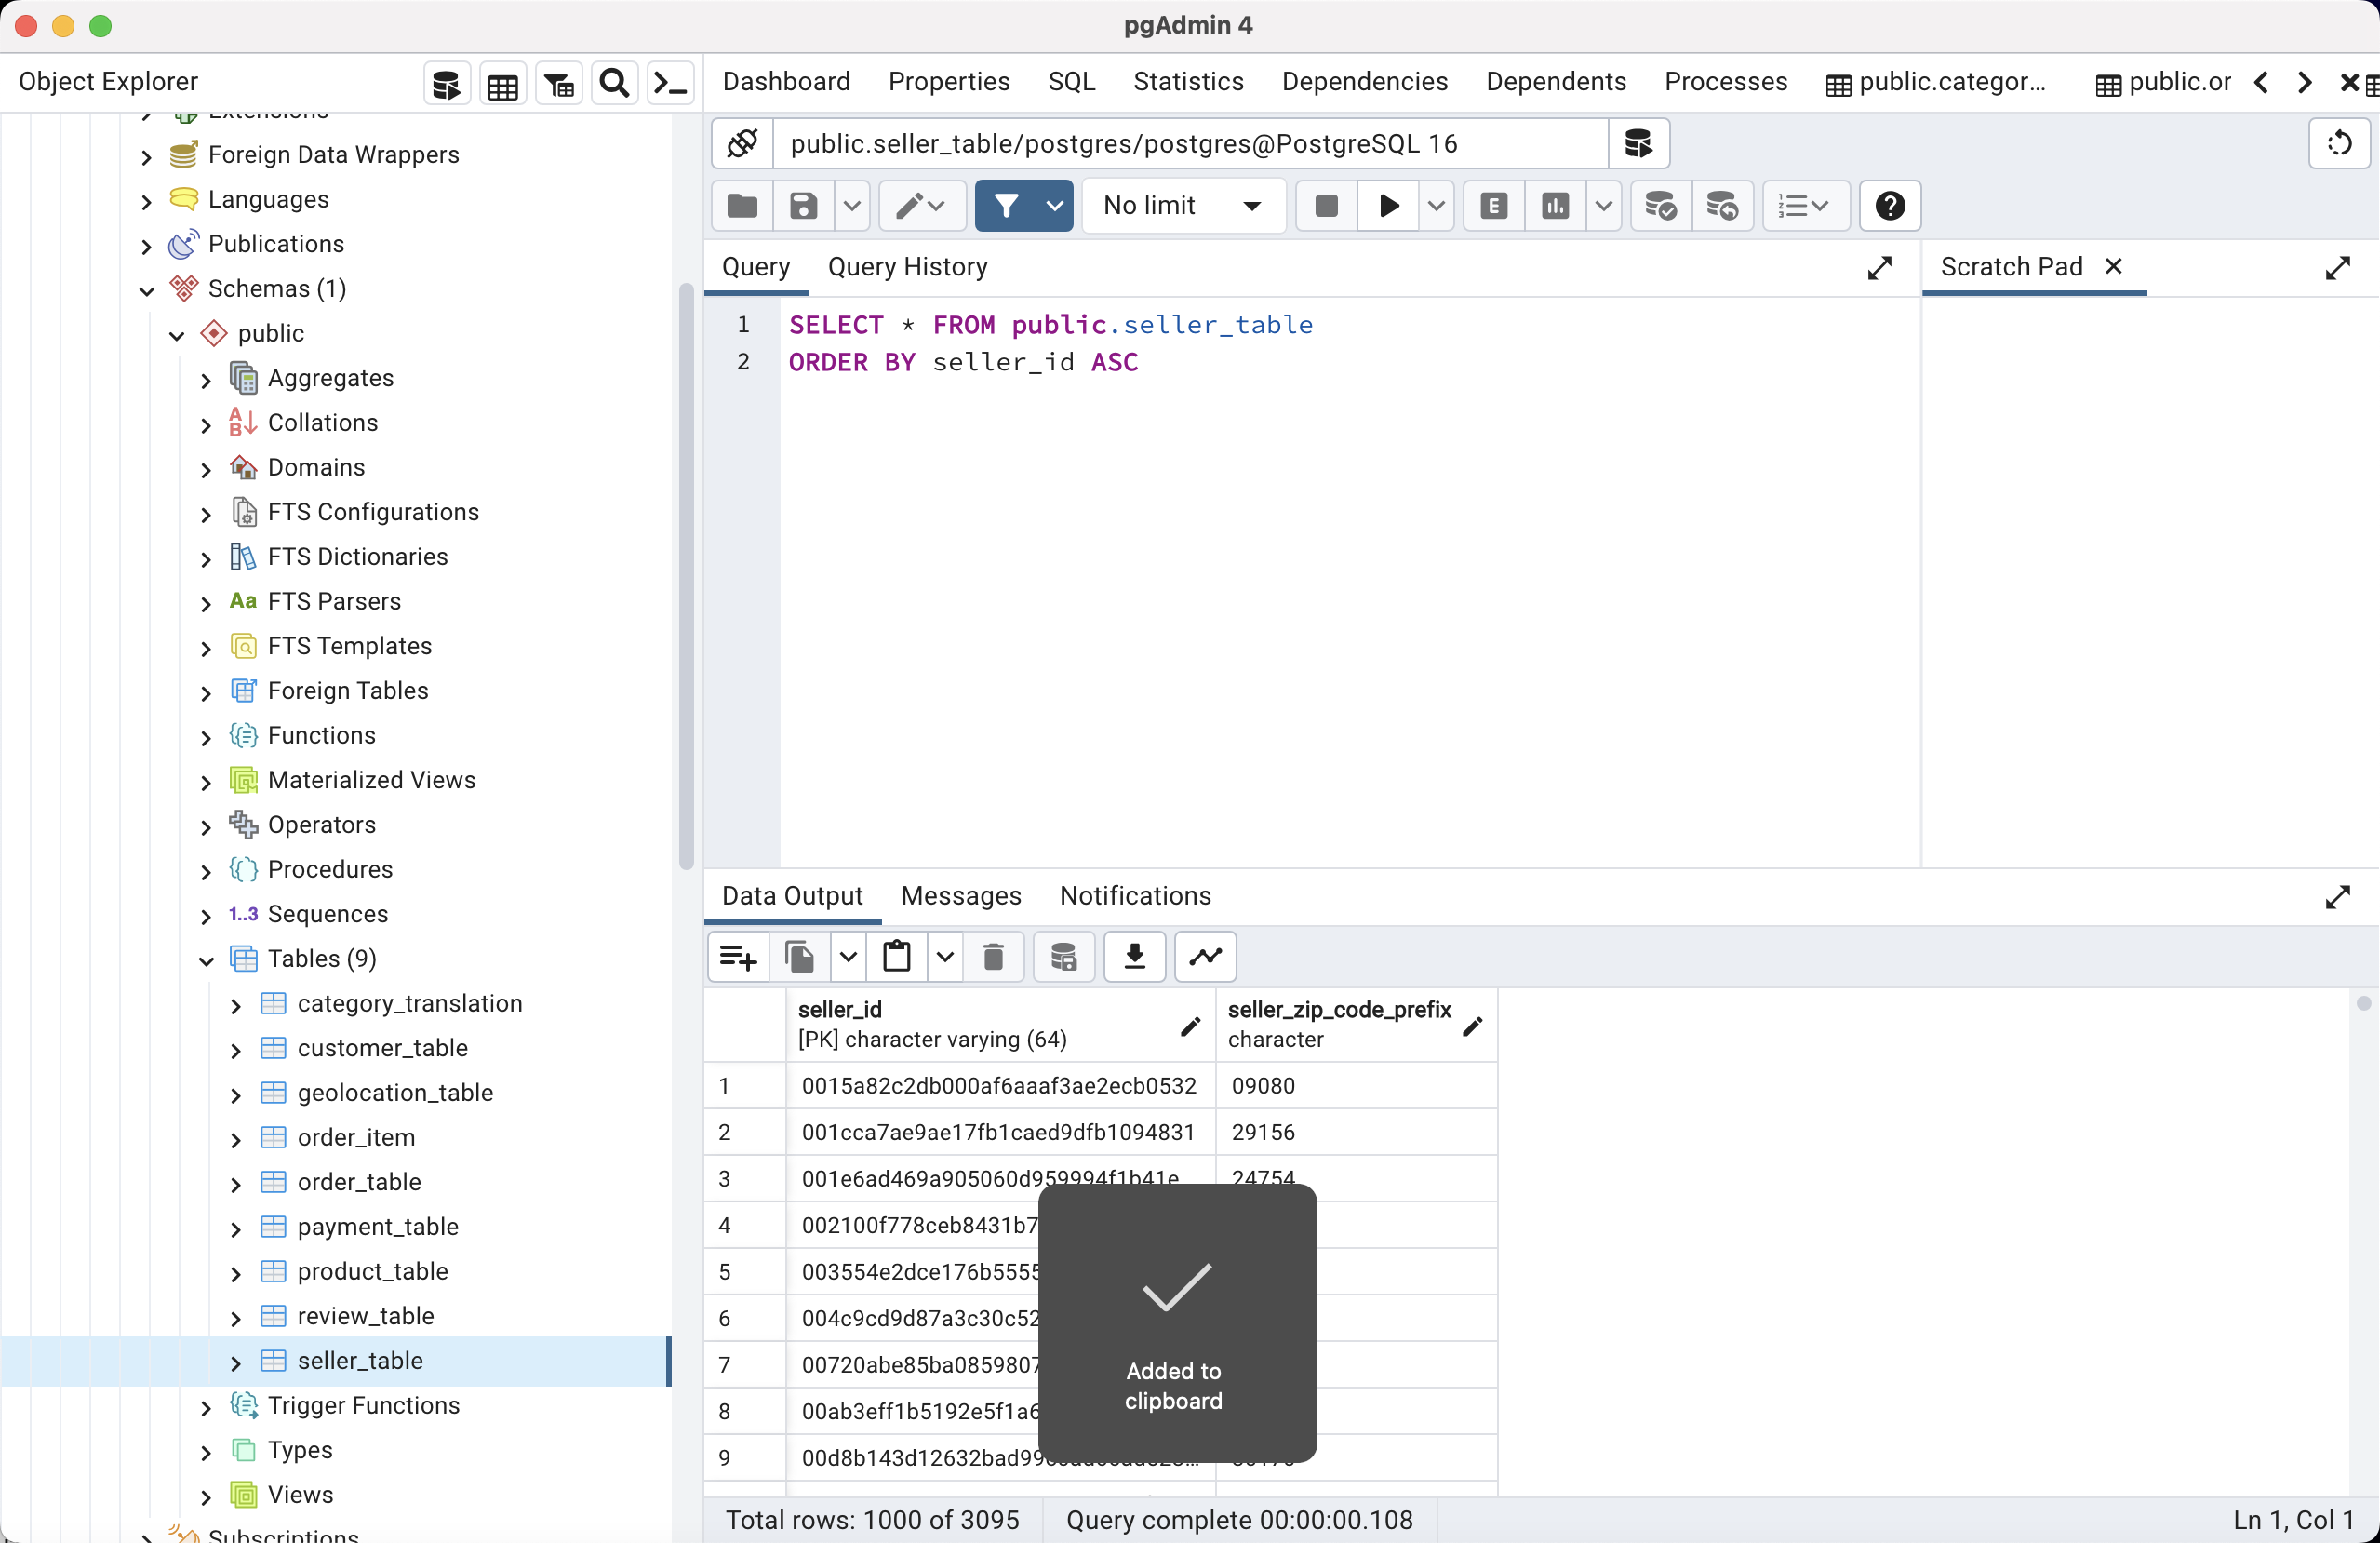 pgAdmin 4
Object Explorer
Dashboard Properties SQL Statistics Dependencies Dependents Processes public.categor... public.or
Extensions
Foreign Data Wrappers
Languages
Publications
Schemas (1)
public
Aggregates
Collations
Domains
FTS Configurations
FTS Dictionaries
Aa FTS Parsers
FTS Templates
Foreign Tables
Functions
Materialized Views
Operators
Procedures
1..3 Sequences
Tables (9)
category_translation
customer_table
geolocation_table
order_item
order_table
payment_table
product_table
review_table
seller_table
Trigger Functions
Types
Views
Subscriptions
public.seller_table/postgres/postgres@PostgreSQL 16
No limit
E
Query Query History
Scratch Pad
1 SELECT * FROM public.seller_table
2 ORDER BY seller_id ASC
Data Output Messages Notifications
seller_id
[PK] character varying (64)
seller_zip_code_prefix
character
1 0015a82c2db000af6aaaf3ae2ecb0532 09080
2 001cca7ae9ae17fb1caed9dfb1094831 29156
3 001e6ad469a905060d959994f1b41e 24754
4 002100f778ceb8431b7
5 003554e2dce176b5555
6 004c9cd9d87a3c30c52
7 00720abe85ba0859807
8 00ab3eff1b5192e5f1a6
9 00d8b143d12632bad99
Added to
clipboard
Total rows: 1000 of 3095 Query complete 00:00:00.108 Ln 1, Col 1